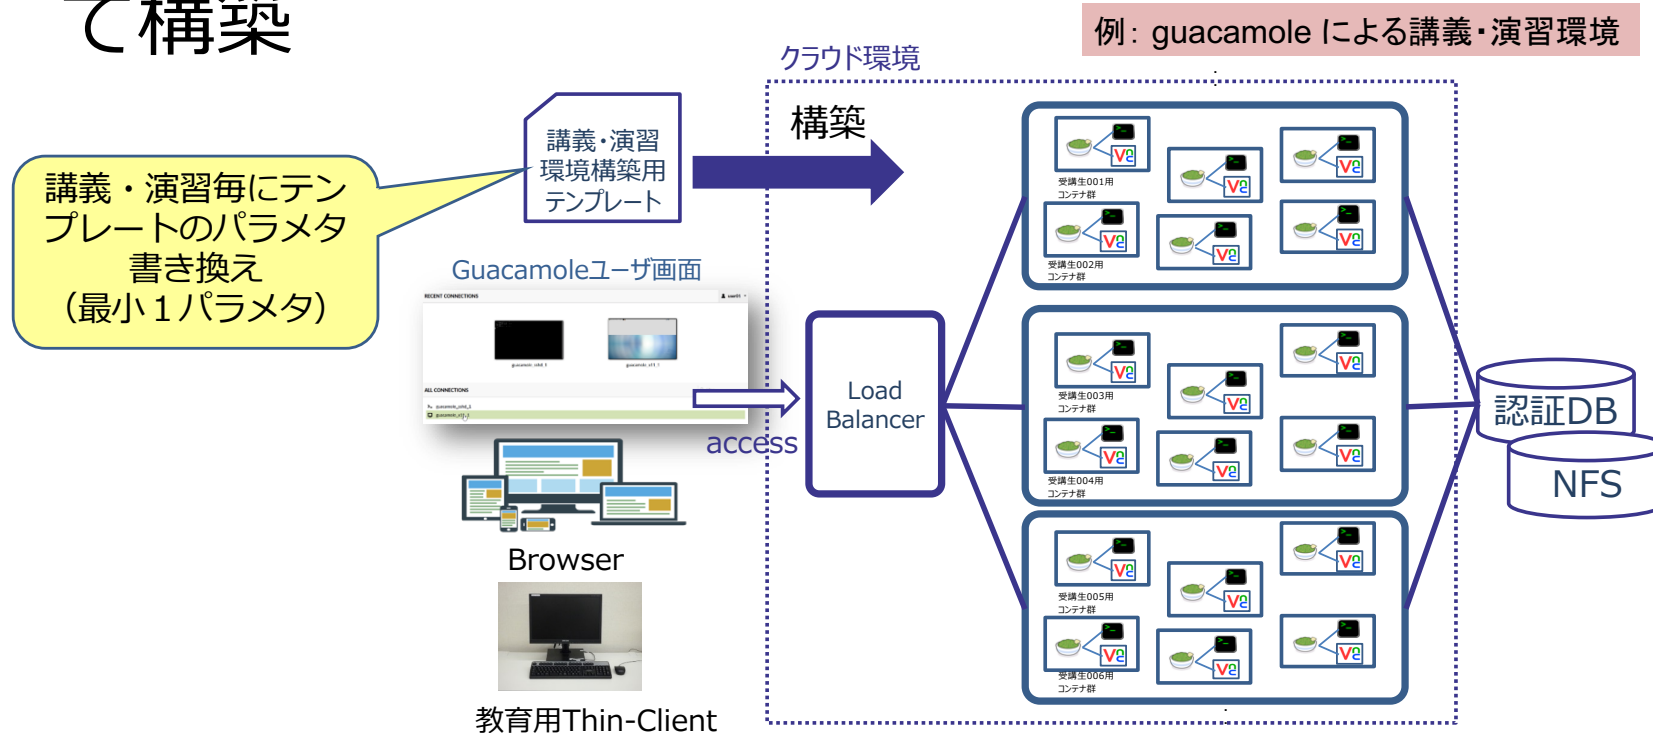 て構築
例： guacamole による講義・演習環境
クラウド環境
構築
講義・演習
環境構築用
テンプレート
講義・演習毎にテン
プレートのパラメタ
書き換え
（最小１パラメタ）
Guacamoleユーザ画面
RECENT CONNECTIONS
ALL CONNECTIONS
access
Browser
教育用Thin-Client
Load
Balancer
受講生001用
コンテナ群
受講生002用
コンテナ群
受講生003用
コンテナ群
受講生004用
コンテナ群
受講生005用
コンテナ群
受講生006用
コンテナ群
認証DB
NFS